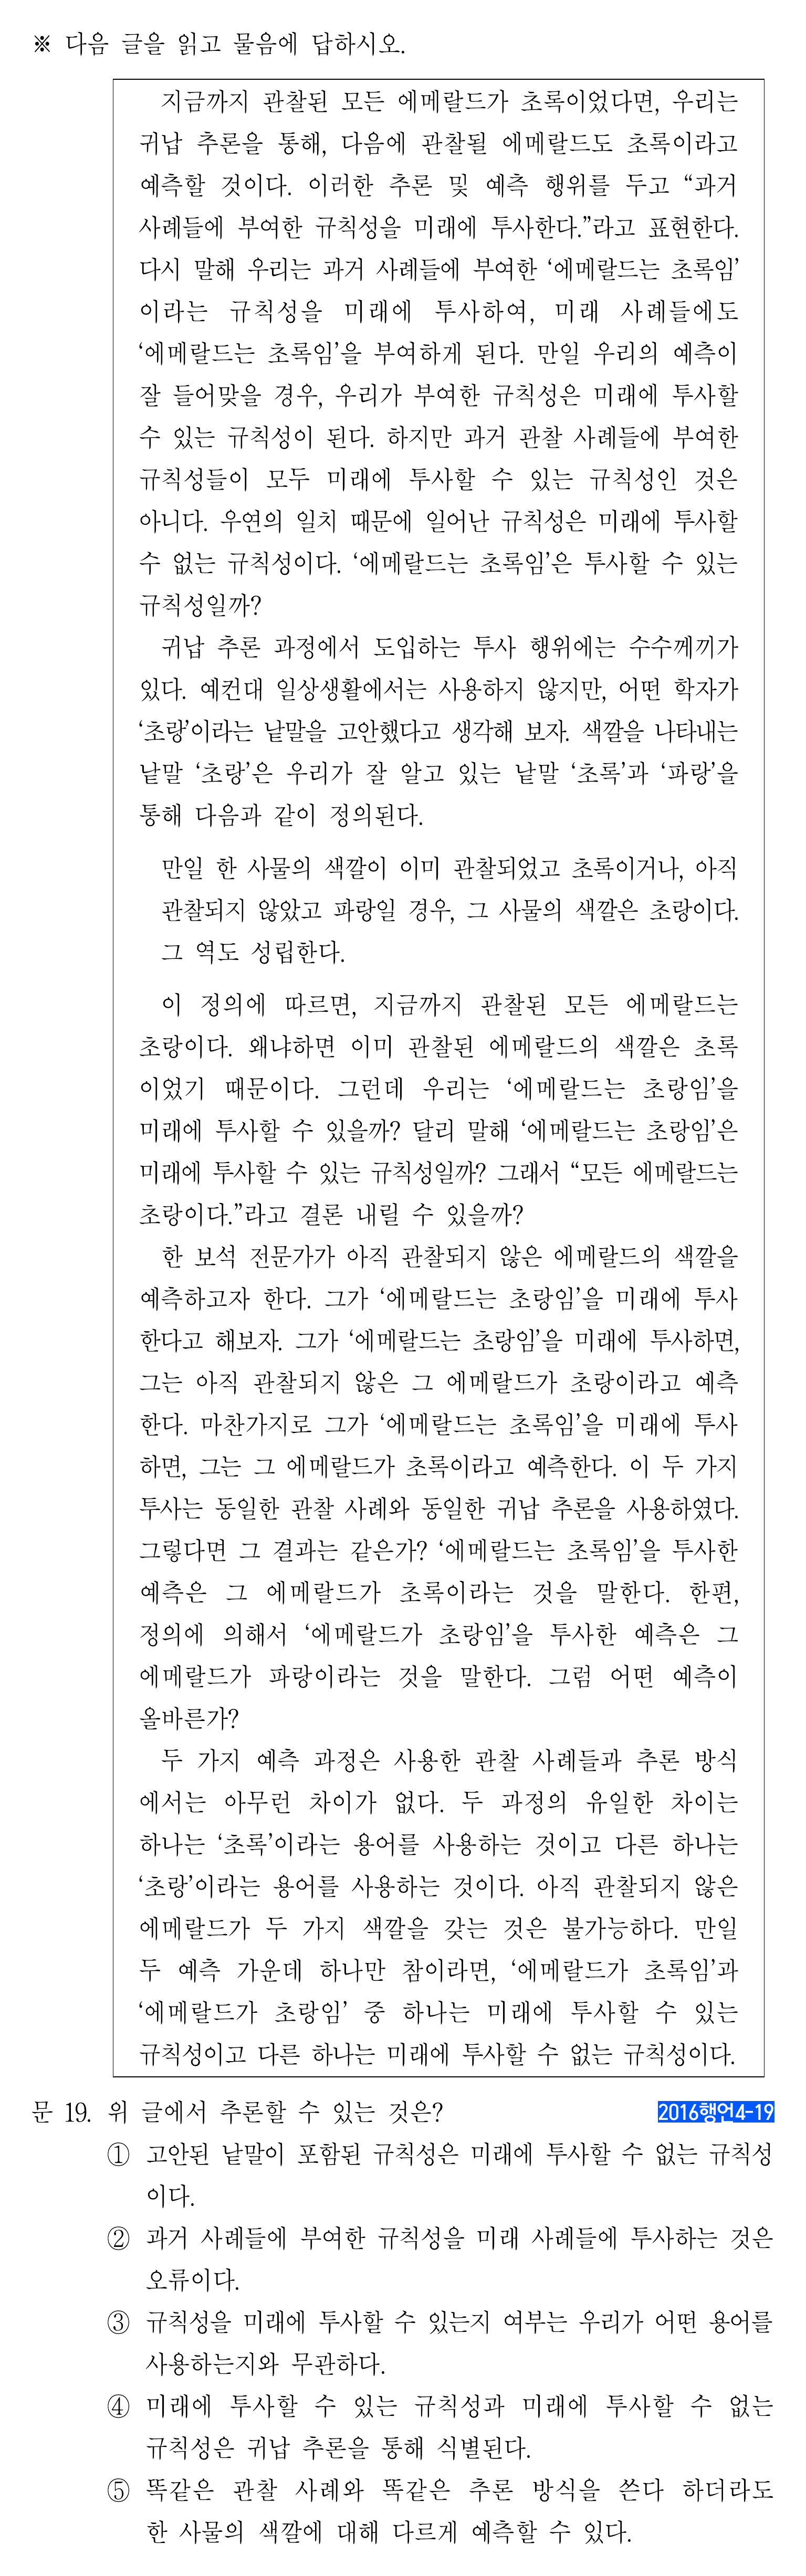 ※ 다음 글을 읽고 물음에 답하시오.
지금까지 관찰된 모든 에메랄드가 초록이었다면, 우리는
귀납 추론을 통해, 다음에 관찰될 에메랄드도 초록이라고
예측할 것이다. 이러한 추론 및 예측 행위를 두고 “과거
사례들에 부여한 규칙성을 미래에 투사한다.”라고 표현한다.
다시 말해 우리는 과거 사례들에 부여한 ‘에메랄드는 초록임’
이라는 규칙성을 미래에 투사하여, 미래 사례들에도
‘에메랄드는 초록임’을 부여하게 된다. 만일 우리의 예측이
잘 들어맞을 경우, 우리가 부여한 규칙성은 미래에 투사할
수 있는 규칙성이 된다. 하지만 과거 관찰 사례들에 부여한
규칙성들이 모두 미래에 투사할 수 있는 규칙성인 것은
아니다. 우연의 일치 때문에 일어난 규칙성은 미래에 투사할
수 없는 규칙성이다. ‘에메랄드는 초록임’은 투사할 수 있는
규칙성일까?
귀납 추론 과정에서 도입하는 투사 행위에는 수수께끼가
있다. 예컨대 일상생활에서는 사용하지 않지만, 어떤 학자가
‘초랑’이라는 낱말을 고안했다고 생각해 보자. 색깔을 나타내는
낱말 ‘초랑’은 우리가 잘 알고 있는 낱말 ‘초록’과 ‘파랑’을
통해 다음과 같이 정의된다.
만일 한 사물의 색깔이 이미 관찰되었고 초록이거나, 아직
관찰되지 않았고 파랑일 경우, 그 사물의 색깔은 초랑이다.
그 역도 성립한다.
이 정의에 따르면, 지금까지 관찰된 모든 에메랄드는
초랑이다. 왜냐하면 이미 관찰된 에메랄드의 색깔은 초록
이었기 때문이다. 그런데 우리는 ‘에메랄드는 초랑임’을
미래에 투사할 수 있을까? 달리 말해 ‘에메랄드는 초랑임’은
미래에 투사할 수 있는 규칙성일까? 그래서 “모든 에메랄드는
초랑이다.”라고 결론 내릴 수 있을까?
한 보석 전문가가 아직 관찰되지 않은 에메랄드의 색깔을
예측하고자 한다. 그가 ‘에메랄드는 초랑임’을 미래에 투사
한다고 해보자. 그가 ‘에메랄드는 초랑임’을 미래에 투사하면,
그는 아직 관찰되지 않은 그 에메랄드가 초랑이라고 예측
한다. 마찬가지로 그가 ‘에메랄드는 초록임’을 미래에 투사
하면, 그는 그 에메랄드가 초록이라고 예측한다. 이 두 가지
투사는 동일한 관찰 사례와 동일한 귀납 추론을 사용하였다.
그렇다면 그 결과는 같은가? ‘에메랄드는 초록임’을 투사한
예측은 그 에메랄드가 초록이라는 것을 말한다. 한편,
정의에 의해서 ‘에메랄드가 초랑임’을 투사한 예측은 그
에메랄드가 파랑이라는 것을 말한다. 그럼 어떤 예측이
올바른가?
두 가지 예측 과정은 사용한 관찰 사례들과 추론 방식
에서는 아무런 차이가 없다. 두 과정의 유일한 차이는
하나는 ‘초록’이라는 용어를 사용하는 것이고 다른 하나는
‘초랑’이라는 용어를 사용하는 것이다. 아직 관찰되지 않은
에메랄드가 두 가지 색깔을 갖는 것은 불가능하다. 만일
두 예측 가운데 하나만 참이라면, ‘에메랄드가 초록임’과
‘에메랄드가 초랑임’ 중 하나는 미래에 투사할 수 있는
규칙성이고 다른 하나는 미래에 투사할 수 없는 규칙성이다.
문 19. 위 글에서 추론할 수 있는 것은? 2016행언4-19
① 고안된 낱말이 포함된 규칙성은 미래에 투사할 수 없는 규칙성
이다.
② 과거 사례들에 부여한 규칙성을 미래 사례들에 투사하는 것은
오류이다.
③ 규칙성을 미래에 투사할 수 있는지 여부는 우리가 어떤 용어를
사용하는지와 무관하다.
④ 미래에 투사할 수 있는 규칙성과 미래에 투사할 수 없는
규칙성은 귀납 추론을 통해 식별된다.
⑤ 똑같은 관찰 사례와 똑같은 추론 방식을 쓴다 하더라도
한 사물의 색깔에 대해 다르게 예측할 수 있다.